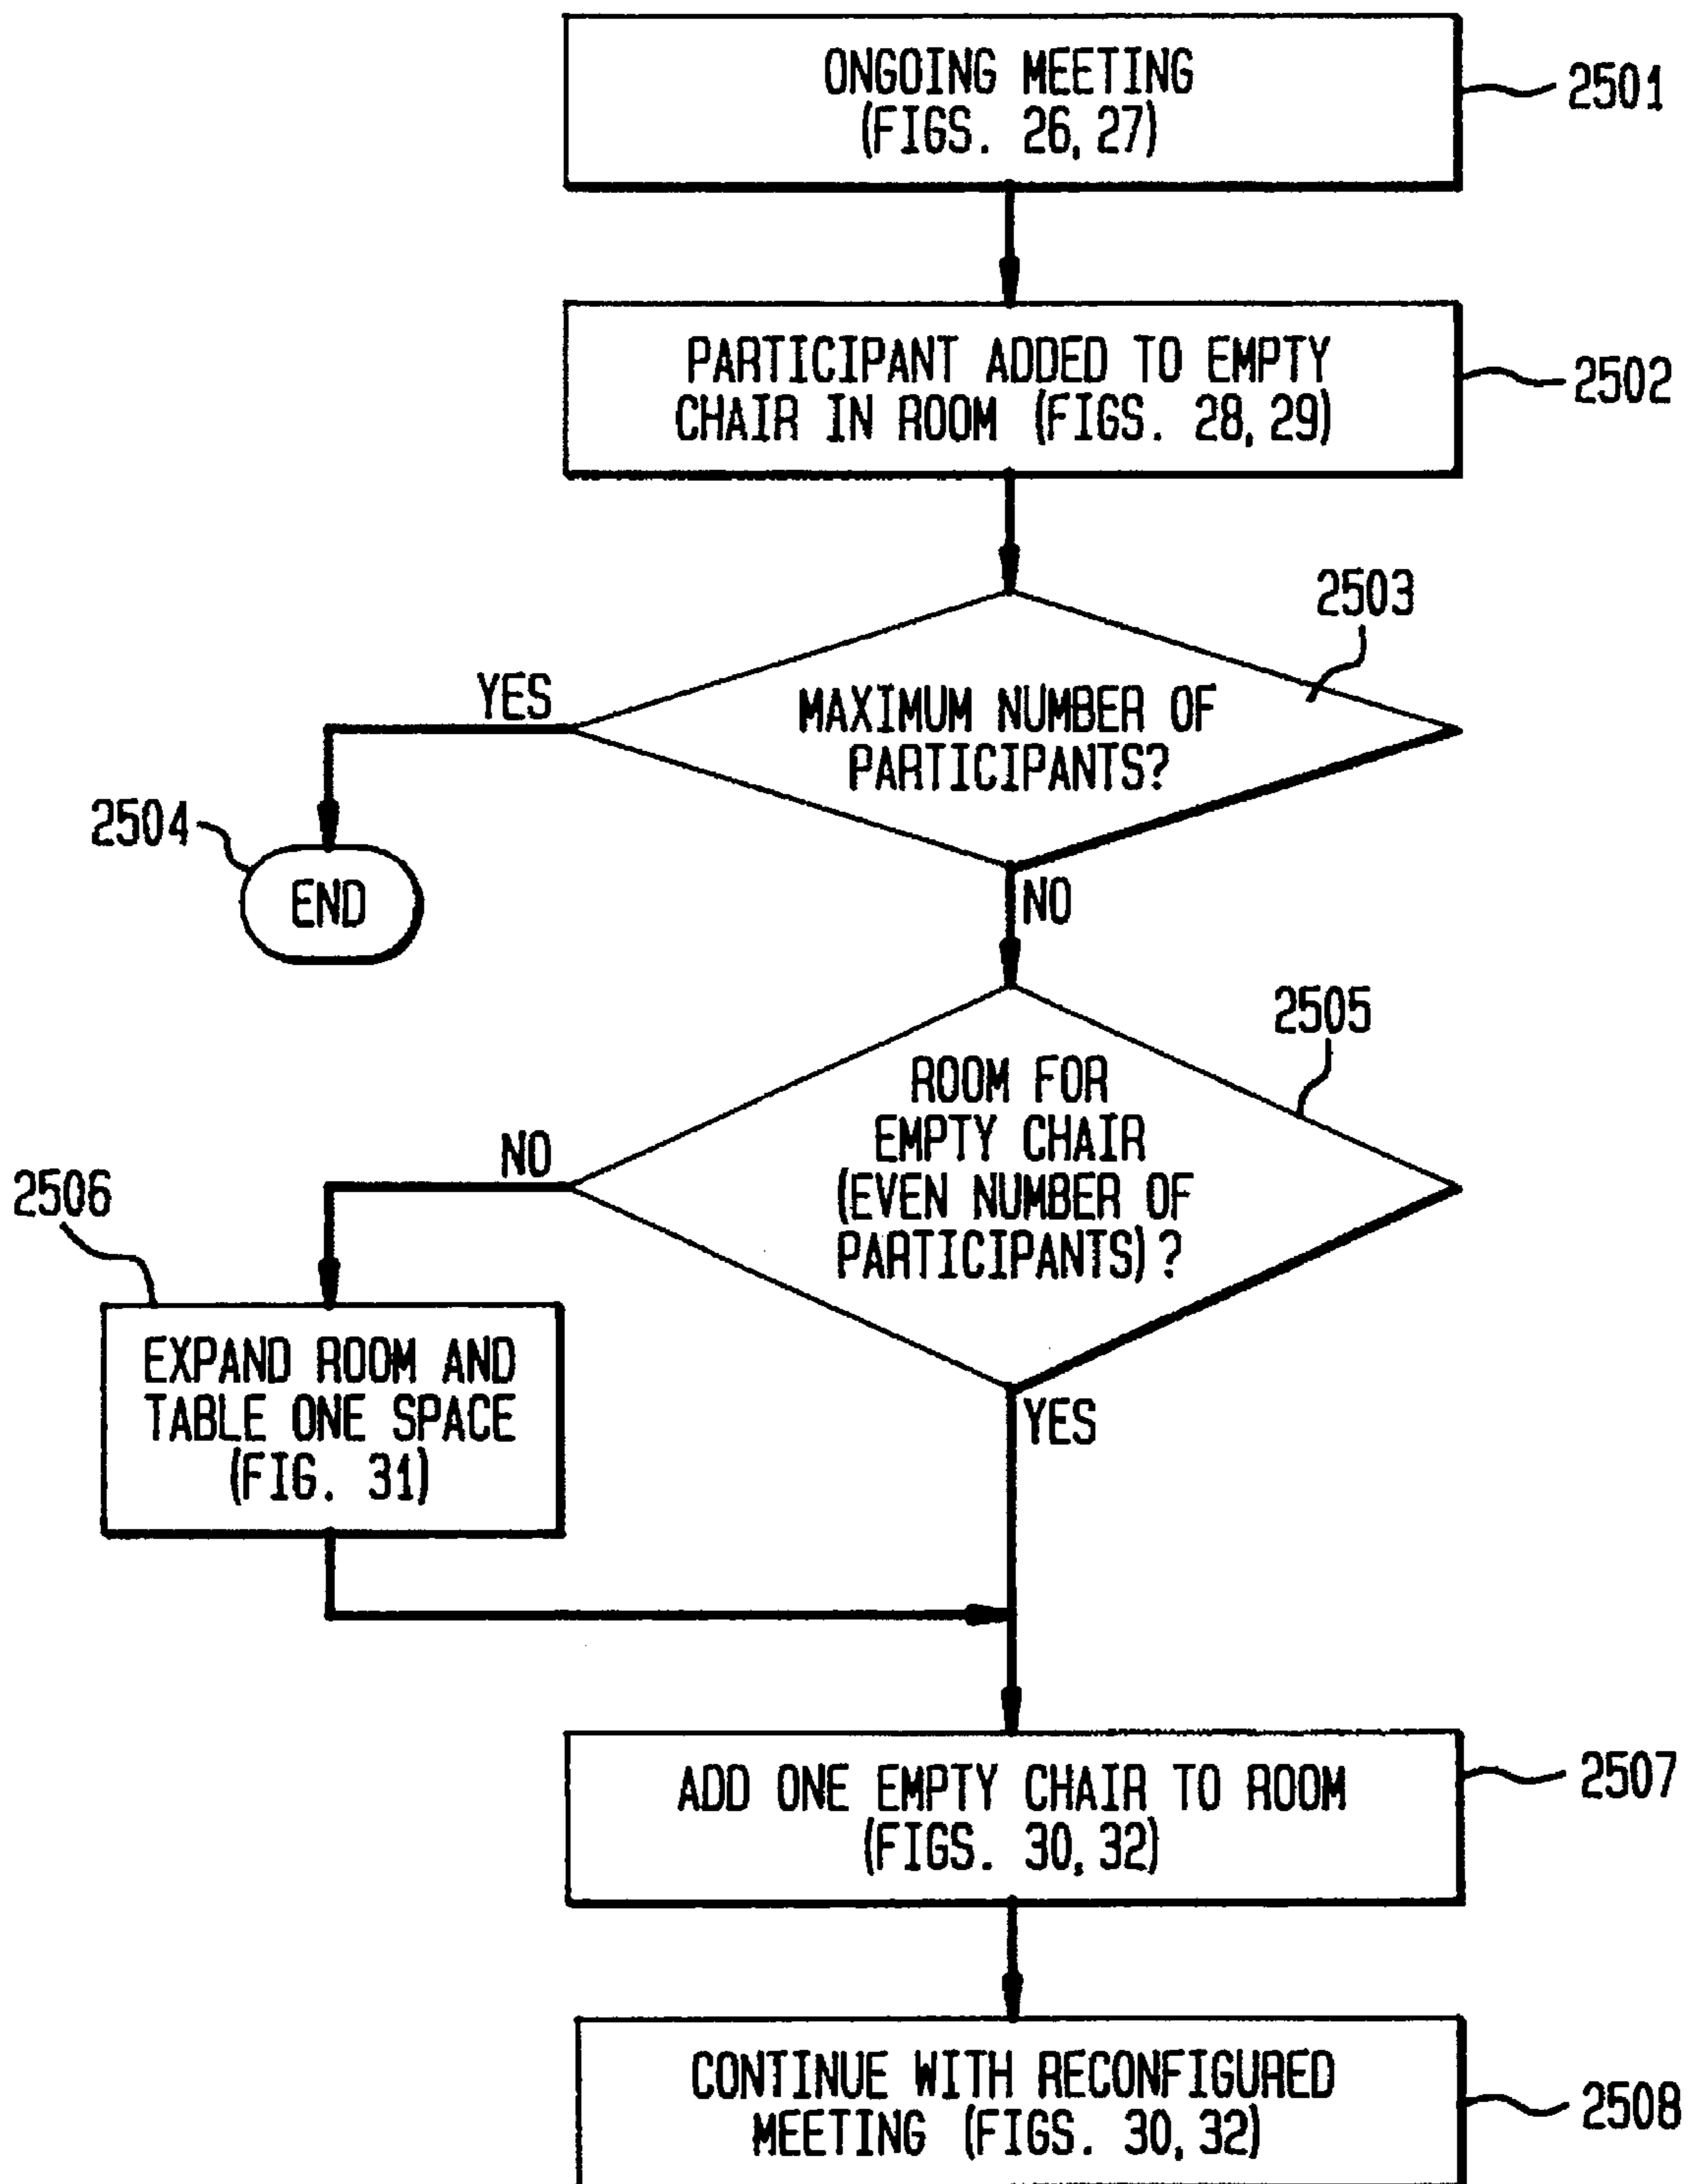 ONGOING MEETING
(FIGS. 26, 27)
2501
PARTICIPANT ADDED TO EMPTY
CHAIR IN ROOM (FIGS. 28, 29)
2502
2503
MAXIMUM NUMBER OF
PARTICIPANTS?
YES
2504
END
NO
2505
ROOM FOR
EMPTY CHAIR
(EVEN NUMBER OF
PARTICIPANTS)?
NO
2506
EXPAND ROOM AND
TABLE ONE SPACE
(FIG. 31)
YES
ADD ONE EMPTY CHAIR TO ROOM
(FIGS. 30, 32)
2507
CONTINUE WITH RECONFIGURED
MEETING (FIGS. 30, 32)
2508